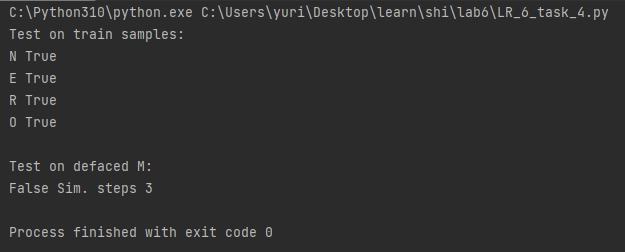 C:\Python310\python.exe C:\Users\yuri\Desktop\learn\shi\lab6\LR_6_task_4.py
Test on train samples:
N True
E True
R True
O True
Test on defaced M:
False Sim. steps 3
Process finished with exit code 0